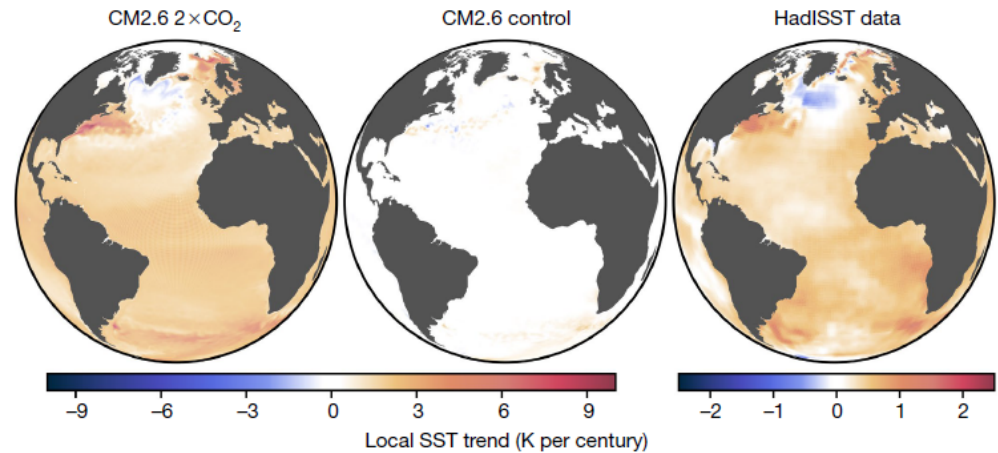 CM2.6 2×CO₂
CM2.6 control
HadISST data
−9 −6 −3 0 3 6 9
−2 −1 0 1 2
Local SST trend (K per century)